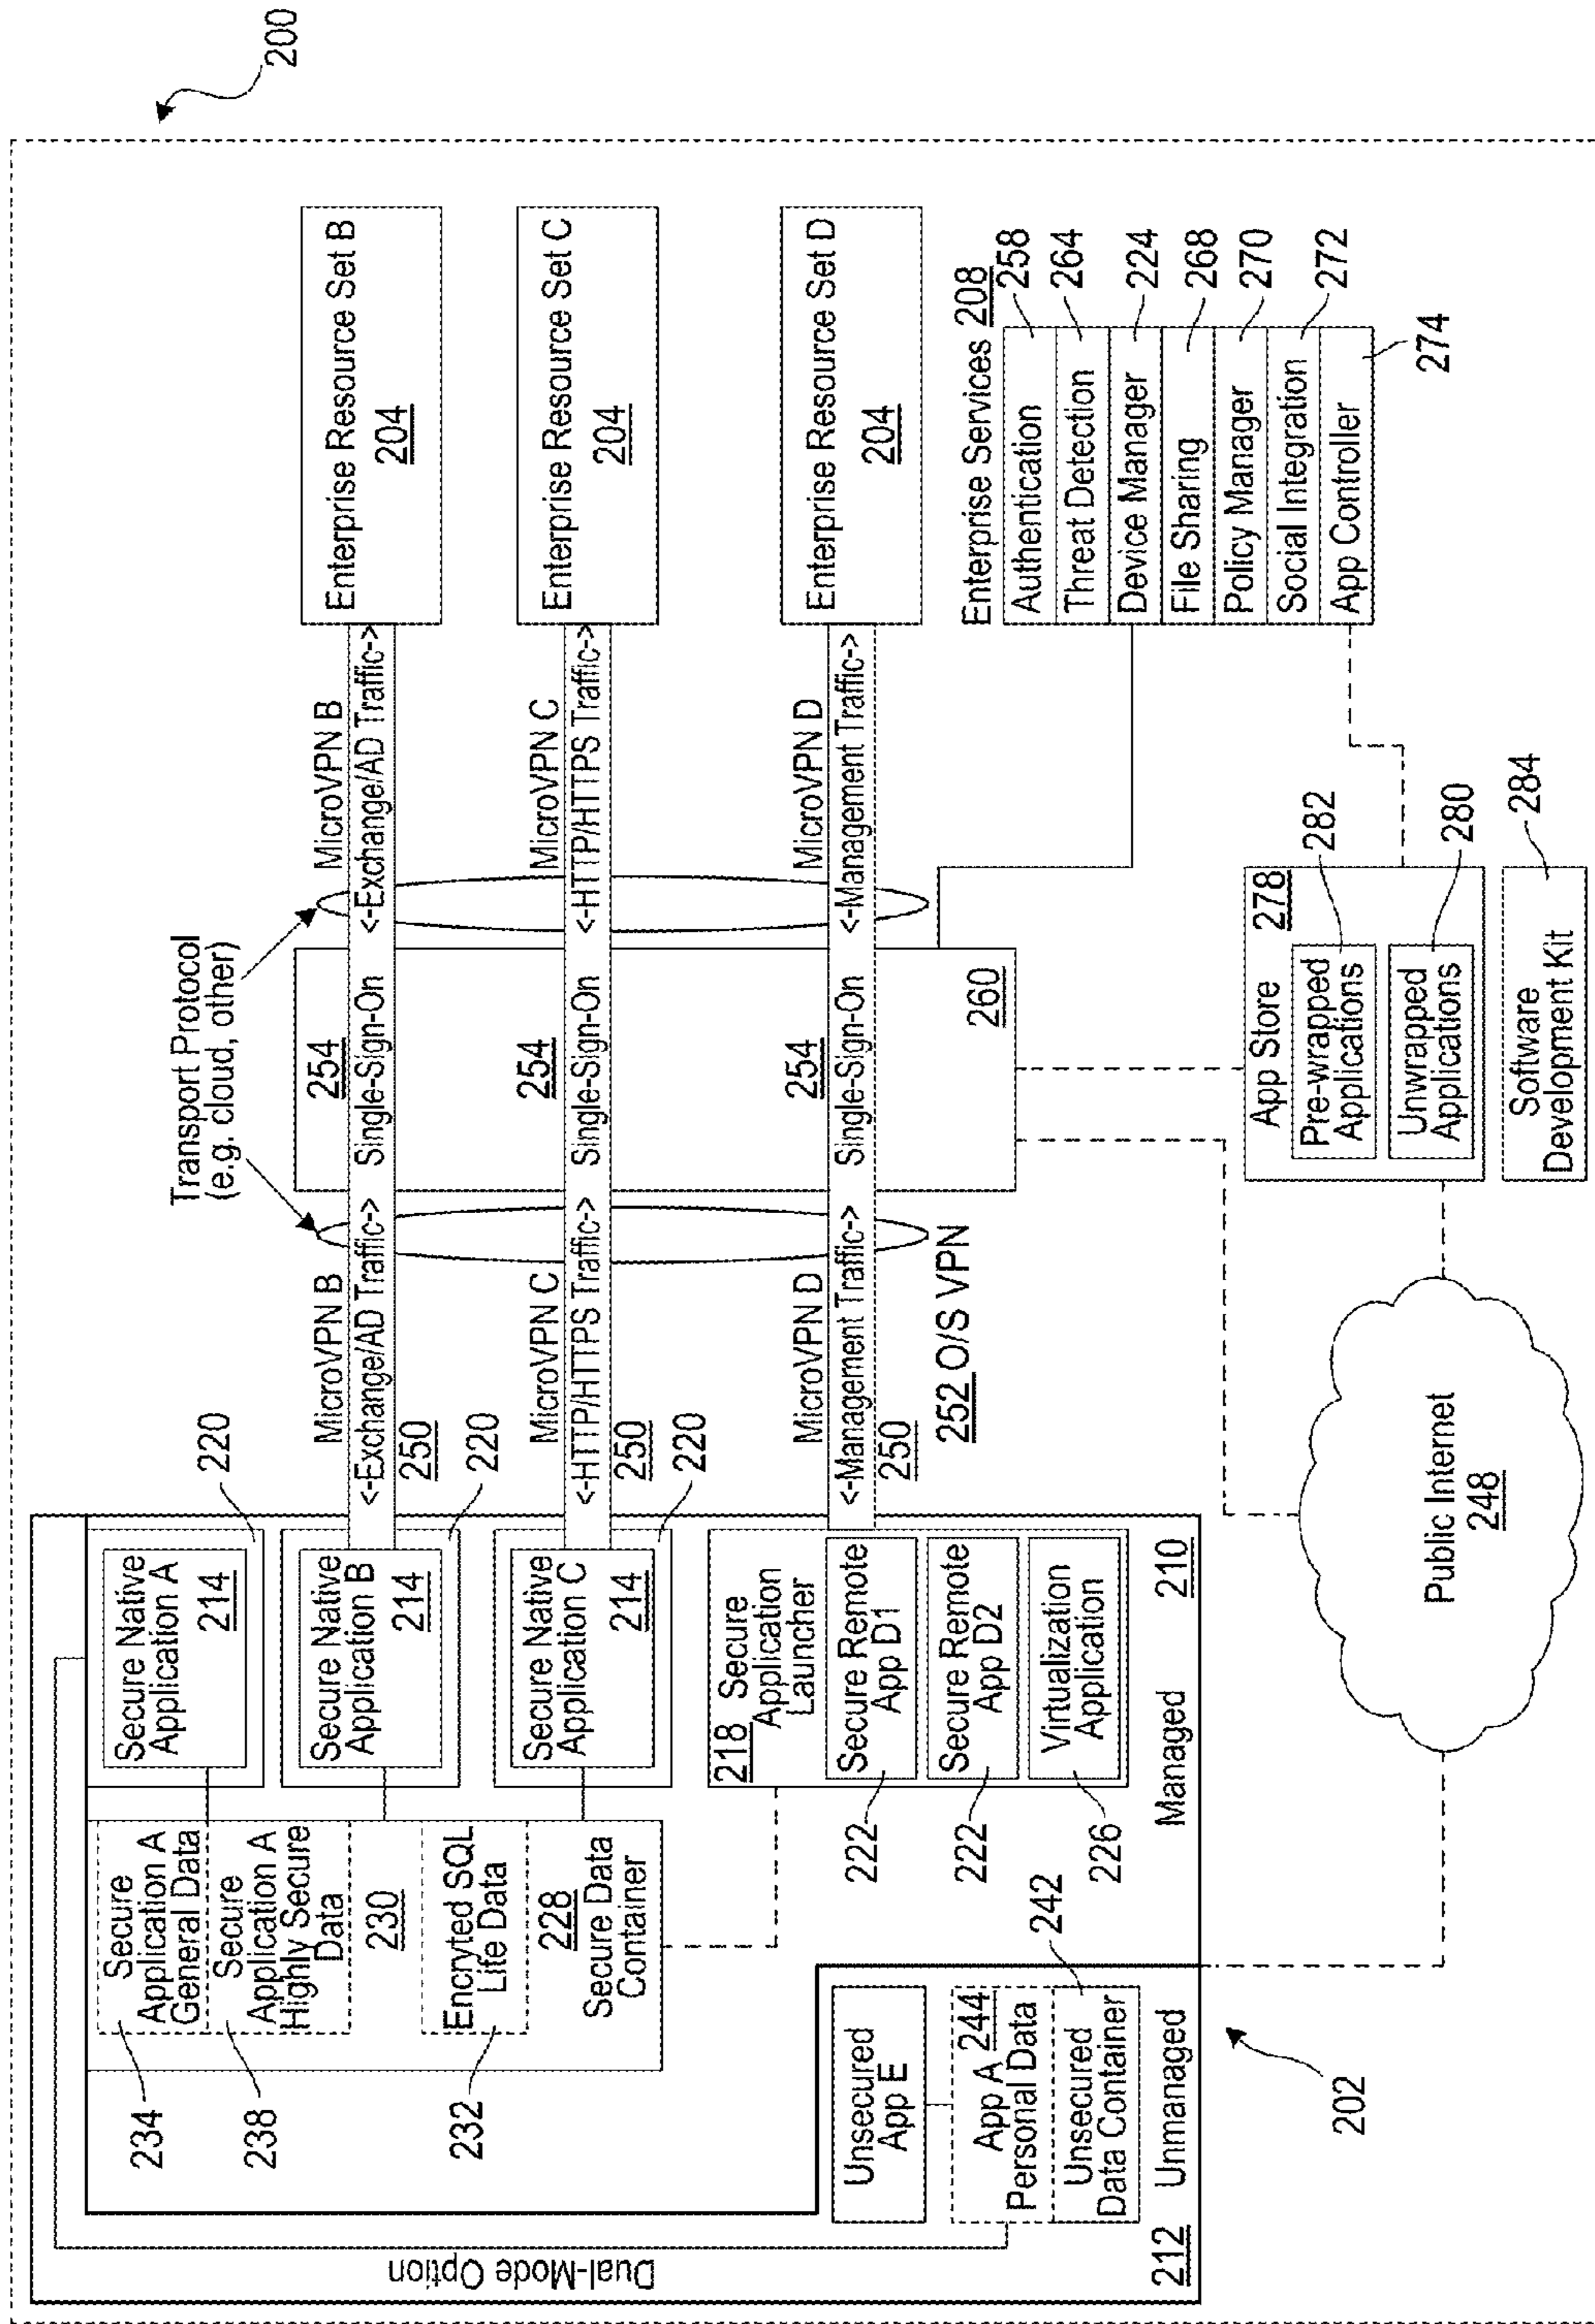 200
Dual-Mode Option
234
238
232
Secure
Application A
General Data
Secure
Application A
Highly Secure
Data
230
Encryted SQL
Life Data
228
Secure Data
Container
Secure Native
Application A
214
220
Secure Native
Application B
214
220
Secure Native
Application C
214
220
218 Secure
Application
Launcher
Secure Remote
App D1
Secure Remote
App D2
Virtualization
Application
222
222
226
Managed
210
Unsecured
App E
App A 244
Personal Data
Unsecured
Data Container
242
212
Unmanaged
202
MicroVPN B
<-Exchange/AD Traffic->
250
MicroVPN C
<-HTTP/HTTPS Traffic->
250
MicroVPN D
<-Management Traffic->
250
252 O/S VPN
Transport Protocol
(e.g. cloud, other)
254
Single-Sign-On
254
Single-Sign-On
254
Single-Sign-On
260
MicroVPN B
<-Exchange/AD Traffic->
MicroVPN C
<-HTTP/HTTPS Traffic->
MicroVPN D
<-Management Traffic->
Enterprise Resource Set B
204
Enterprise Resource Set C
204
Enterprise Resource Set D
204
Enterprise Services 208
Authentication
258
Threat Detection
264
Device Manager
224
File Sharing
268
Policy Manager
270
Social Integration
272
App Controller
274
Public Internet
248
App Store 278
Pre-wrapped
Applications
282
Unwrapped
Applications
280
Software
Development Kit
284